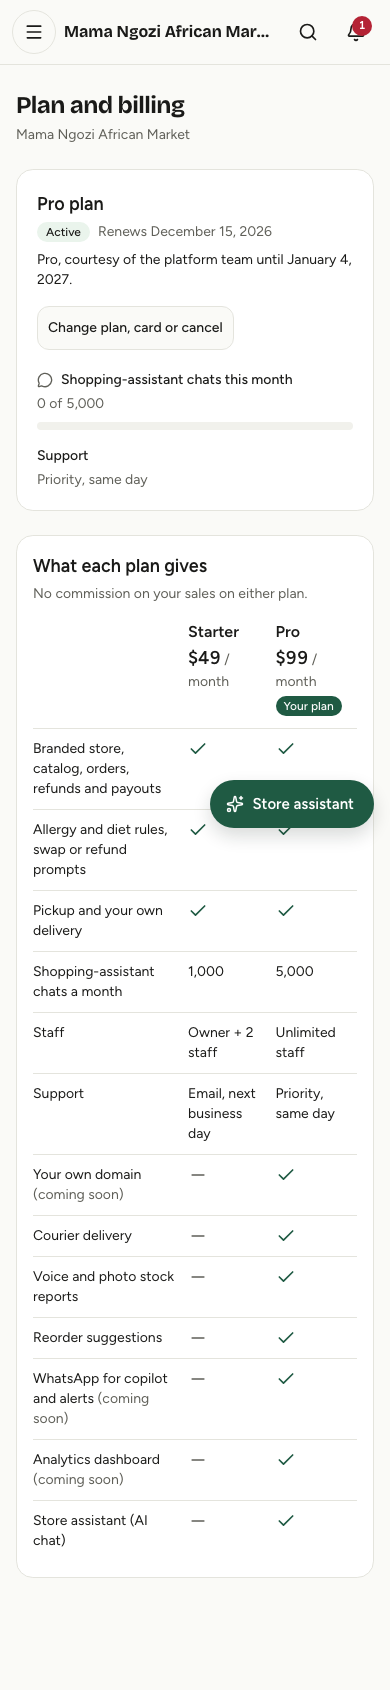 Mama Ngozi African Mar...
1
Plan and billing
Mama Ngozi African Market
Pro plan
Active Renews December 15, 2026
Pro, courtesy of the platform team until January 4,
2027.
Change plan, card or cancel
Shopping-assistant chats this month
0 of 5,000
Support
Priority, same day
What each plan gives
No commission on your sales on either plan.
Starter Pro
$49 / $99 /
month month
Your plan
Branded store,
catalog, orders,
refunds and payouts
Store assistant
Allergy and diet rules,
swap or refund
prompts
Pickup and your own
delivery
Shopping-assistant 1,000 5,000
chats a month
Staff Owner + 2 Unlimited
staff staff
Support Email, next Priority,
business same day
day
Your own domain
(coming soon)
Courier delivery
Voice and photo stock
reports
Reorder suggestions
WhatsApp for copilot
and alerts (coming
soon)
Analytics dashboard
(coming soon)
Store assistant (AI
chat)